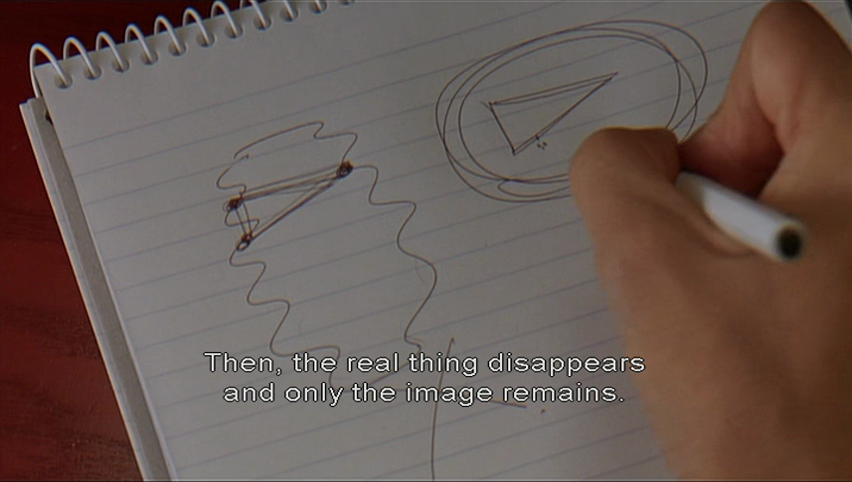 Then, the real thing disappears
and only the image remains.